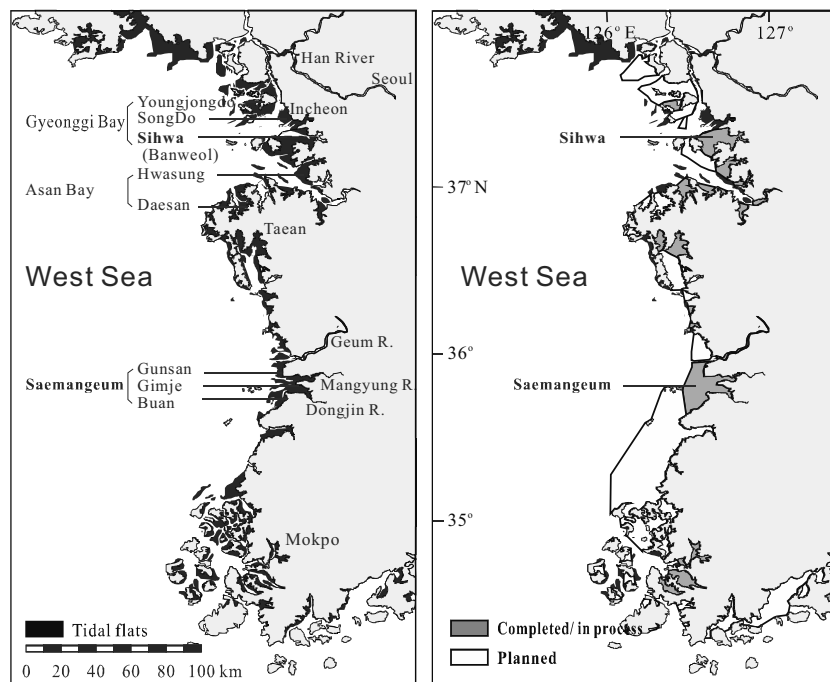 Han River
Seoul
Youngjongdo
Incheon
Gyeonggi Bay
SongDo
Sihwa
(Banweol)
Hwasung
Asan Bay
Daesan
Taean
West Sea
Geum R.
Gunsan
Saemangeum
Gimje
Mangyung R.
Buan
Dongjin R.
Mokpo
Tidal flats
0 20 40 60 80 100 km
126° E
127°
Sihwa
37° N
West Sea
36°
Saemangeum
35°
Completed/ in process
Planned